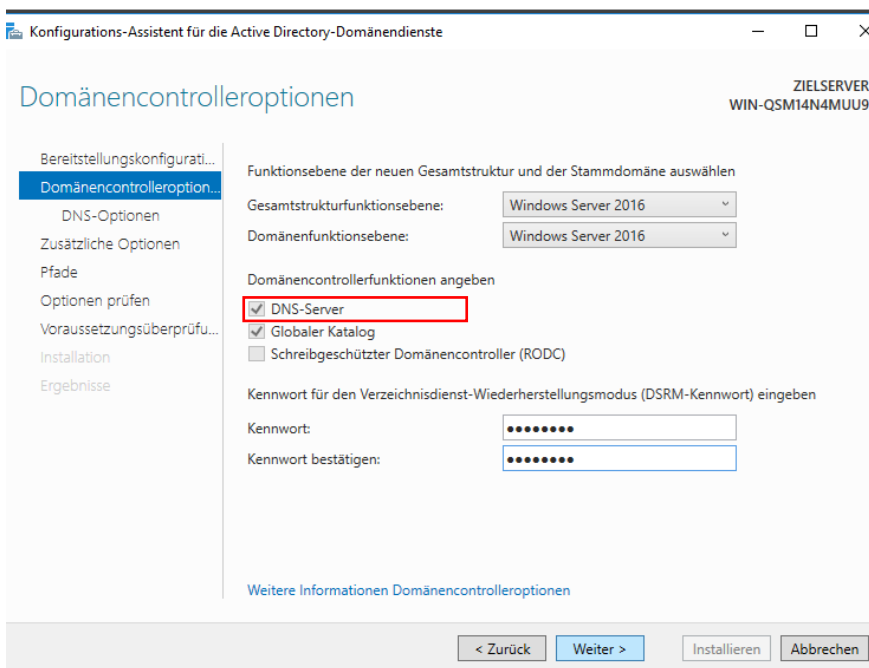 Konfigurations-Assistent für die Active Directory-Domänendienste
Domänencontrolleroptionen
ZIELSERVER
WIN-QSM14N4MUU9
Bereitstellungskonfigurati...
Domänencontrolleroption...
DNS-Optionen
Zusätzliche Optionen
Pfade
Optionen prüfen
Voraussetzungsüberprüfu...
Installation
Ergebnisse
Funktionsebene der neuen Gesamtstruktur und der Stammdomäne auswählen
Gesamtstrukturfunktionsebene: Windows Server 2016
Domänenfunktionsebene: Windows Server 2016
Domänencontrollerfunktionen angeben
DNS-Server
Globaler Katalog
Schreibgeschützter Domänencontroller (RODC)
Kennwort für den Verzeichnisdienst-Wiederherstellungsmodus (DSRM-Kennwort) eingeben
Kennwort: ●●●●●●●●
Kennwort bestätigen: ●●●●●●●●
Weitere Informationen Domänencontrolleroptionen
< Zurück Weiter > Installieren Abbrechen